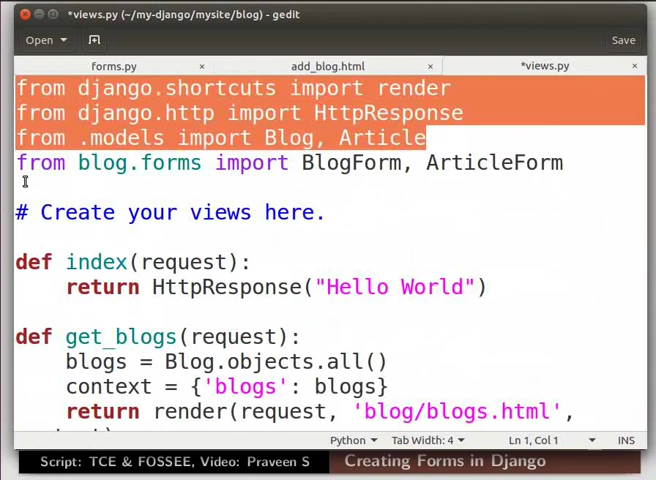 *views.py (~/my-django/mysite/blog) - gedit
Open
Save
forms.py × add_blog.html × *views.py ×
from django.shortcuts import render
from django.http import HttpResponse
from .models import Blog, Article
from blog.forms import BlogForm, ArticleForm
# Create your views here.
def index(request):
    return HttpResponse("Hello World")
def get_blogs(request):
    blogs = Blog.objects.all()
    context = {'blogs': blogs}
    return render(request, 'blog/blogs.html',
Python Tab Width: 4 Ln 1, Col 1 INS
Script: TCE & FOSSEE, Video: Praveen S Creating Forms in Django